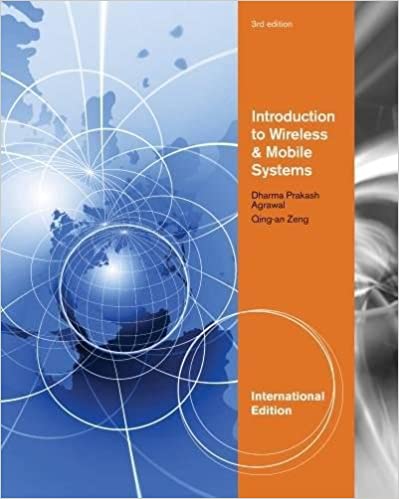 3rd edition
Introduction
to Wireless
& Mobile
Systems
Dharma Prakash
Agrawal
Qing-an Zeng
International
Edition